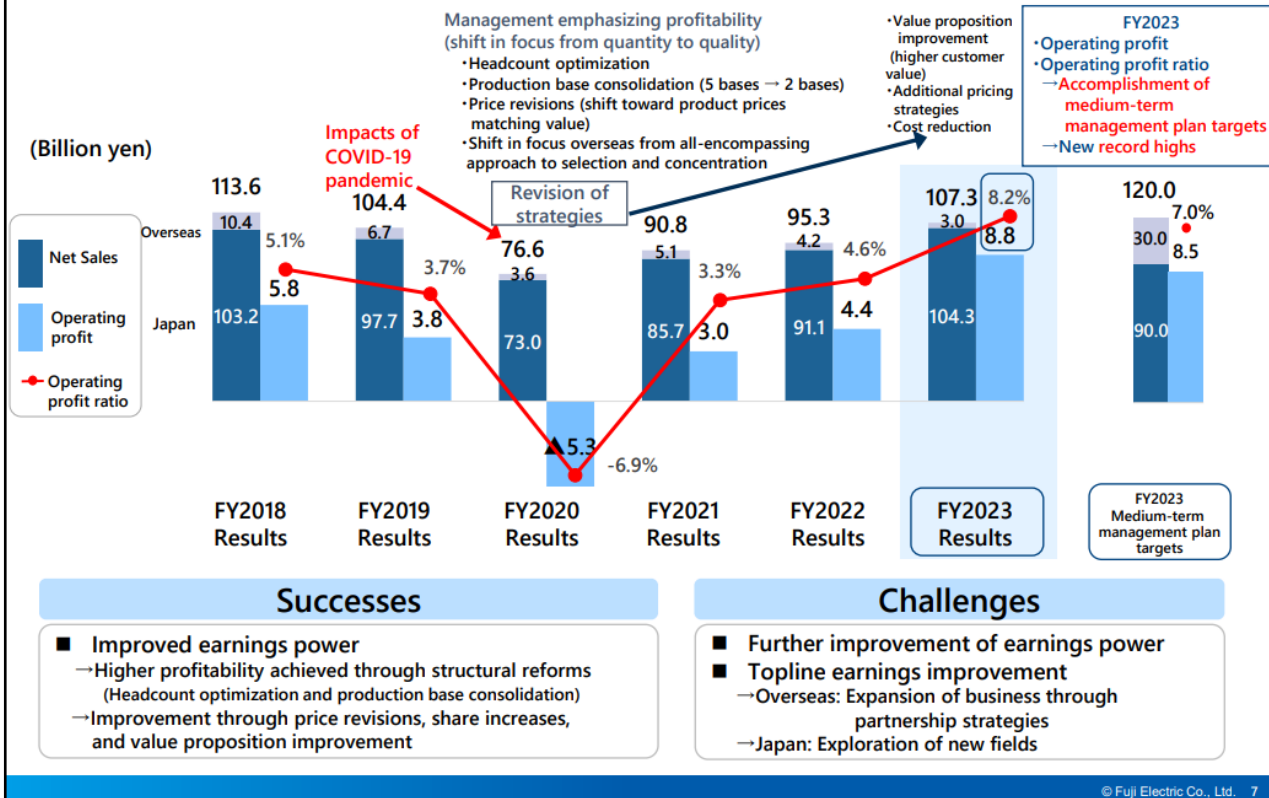 Management emphasizing profitability
(shift in focus from quantity to quality)
・Headcount optimization
・Production base consolidation (5 bases → 2 bases)
・Price revisions (shift toward product prices
matching value)
・Shift in focus overseas from all-encompassing
approach to selection and concentration
・Value proposition
improvement
(higher customer
value)
・Additional pricing
strategies
・Cost reduction
FY2023
・Operating profit
・Operating profit ratio
→Accomplishment of
medium-term
management plan targets
→New record highs
(Billion yen)
Impacts of
COVID-19
pandemic
Revision of
strategies
Net Sales
Operating
profit
Operating
profit ratio
Overseas
Japan
113.6
10.4
5.1%
5.8
103.2
104.4
6.7
3.7%
3.8
97.7
76.6
3.6
73.0
▲5.3
-6.9%
90.8
5.1
3.3%
3.0
85.7
95.3
4.2
4.6%
4.4
91.1
107.3
3.0
8.2%
8.8
104.3
120.0
30.0
7.0%
8.5
90.0
FY2018
Results
FY2019
Results
FY2020
Results
FY2021
Results
FY2022
Results
FY2023
Results
FY2023
Medium-term
management plan
targets
Successes
■ Improved earnings power
→Higher profitability achieved through structural reforms
(Headcount optimization and production base consolidation)
→Improvement through price revisions, share increases,
and value proposition improvement
Challenges
■ Further improvement of earnings power
■ Topline earnings improvement
→Overseas: Expansion of business through
partnership strategies
→Japan: Exploration of new fields
© Fuji Electric Co., Ltd. 7